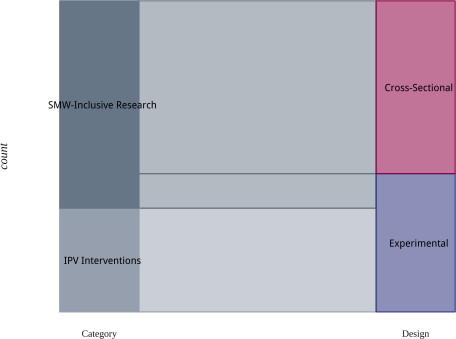 Cross-Sectional
SMW-Inclusive Research
count
Experimental
IPV Interventions
Category
Design